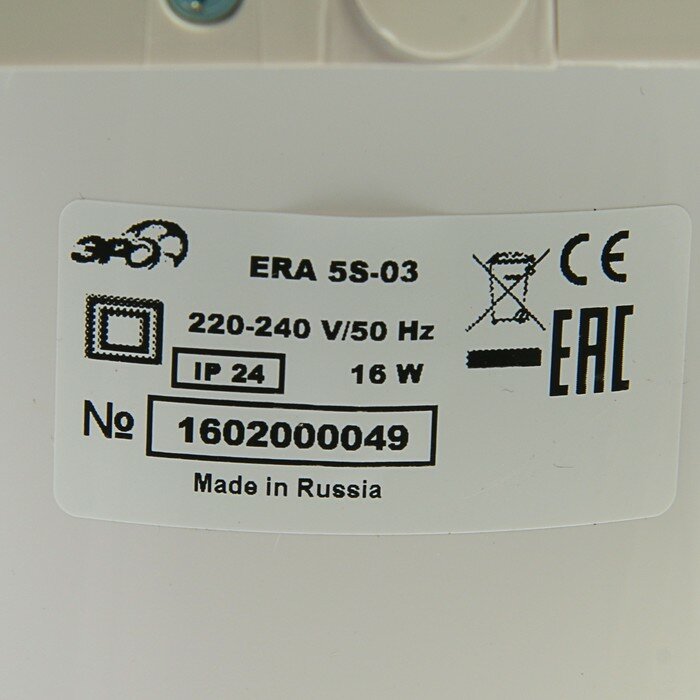 ЭРА
ERA 5S-03
CE
220-240 V/50 Hz
EAC
IP 24 16 W
№ 1602000049
Made in Russia